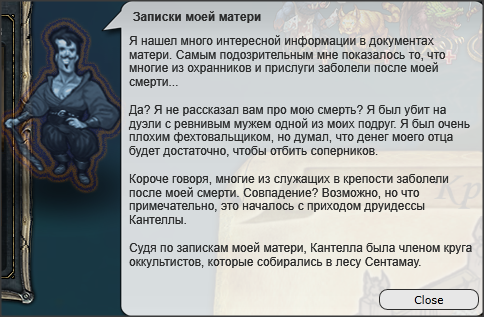 Записки моей матери
Я нашел много интересной информации в документах
матери. Самым подозрительным мне показалось то, что
многие из охранников и прислуги заболели после моей
смерти...
Да? Я не рассказал вам про мою смерть? Я был убит на
дуэли с ревнивым мужем одной из моих подруг. Я был очень
плохим фехтовальщиком, но думал, что денег моего отца
будет достаточно, чтобы отбить соперников.
Короче говоря, многие из служащих в крепости заболели
после моей смерти. Совпадение? Возможно, но что
примечательно, это началось с приходом друидессы
Кантеллы.
Судя по запискам моей матери, Кантелла была членом круга
оккультистов, которые собирались в лесу Сентамау.
Close